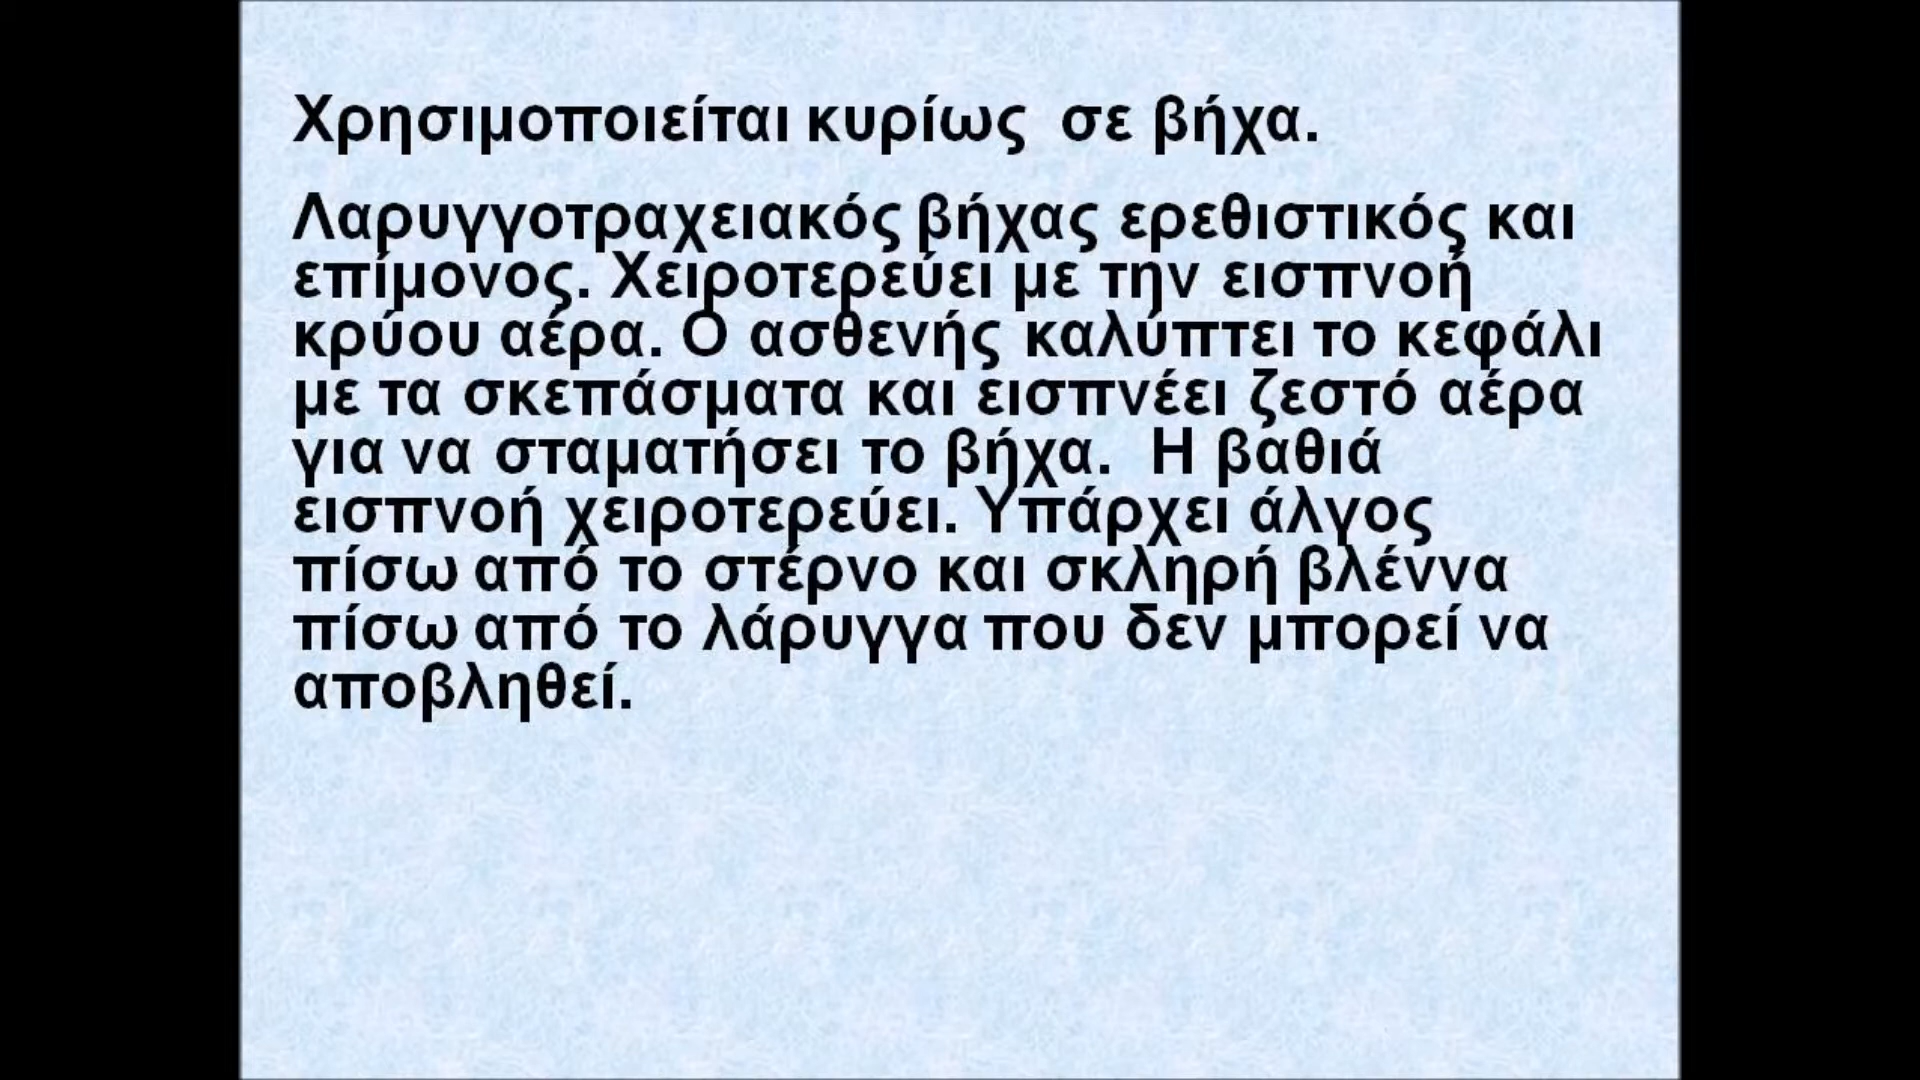 Χρησιμοποιείται κυρίως σε βήχα.
Λαρυγγοτραχειακός βήχας ερεθιστικός και
επίμονος. Χειροτερεύει με την εισπνοή
κρύου αέρα. Ο ασθενής καλύπτει το κεφάλι
με τα σκεπάσματα και εισπνέει ζεστό αέρα
για να σταματήσει το βήχα. Η βαθιά
εισπνοή χειροτερεύει. Υπάρχει άλγος
πίσω από το στέρνο και σκληρή βλέννα
πίσω από το λάρυγγα που δεν μπορεί να
αποβληθεί.